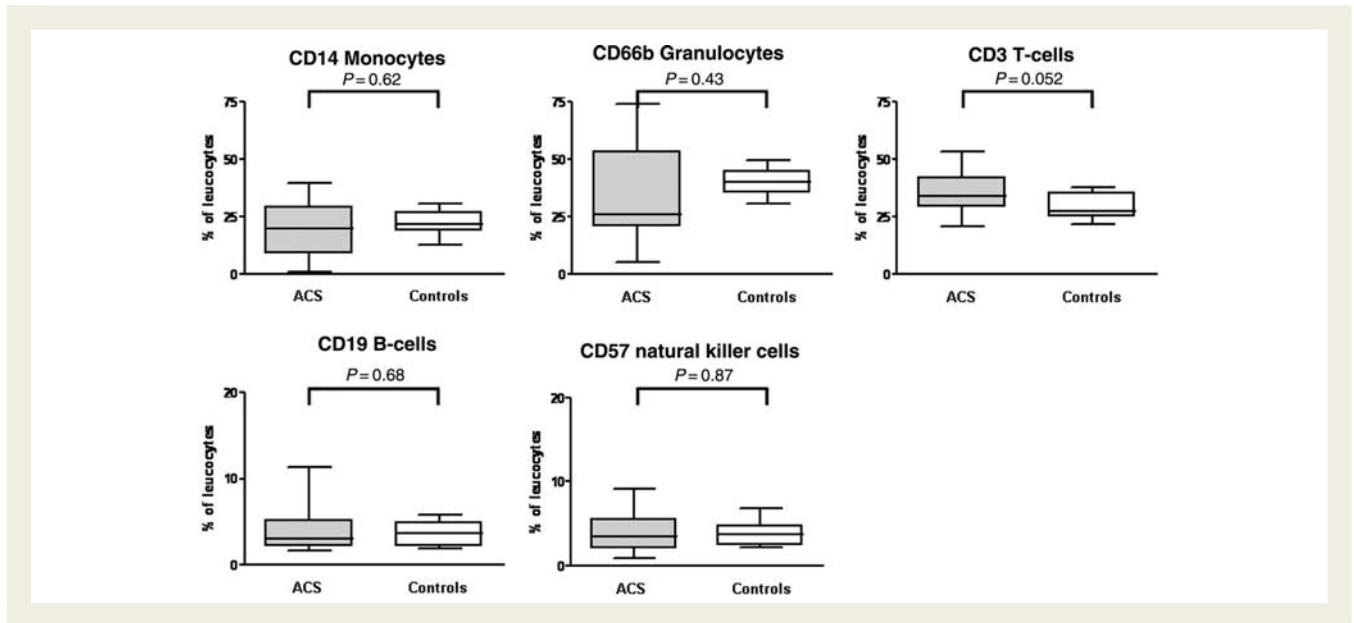 CD14 Monocytes
P = 0.62
75
50
25
0
% of leucocytes
ACS
Controls
CD66b Granulocytes
P = 0.43
75
50
25
0
% of leucocytes
ACS
Controls
CD3 T-cells
P = 0.052
75
50
25
0
% of leucocytes
ACS
Controls
CD19 B-cells
P = 0.68
20
10
0
% of leucocytes
ACS
Controls
CD57 natural killer cells
P = 0.87
20
10
0
% of leucocytes
ACS
Controls